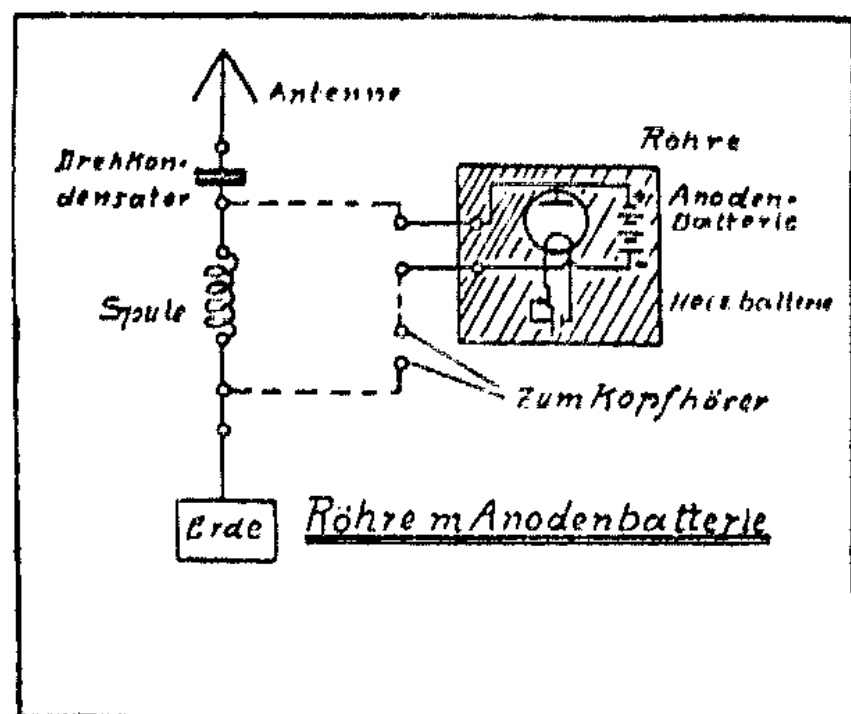 Antenne
Drehkon-
densator
Röhre
+
Anoden-
batterie
-
Spule
Heizbatterie
Zum Kopfhörer
Erde
Röhre m Anodenbatterie